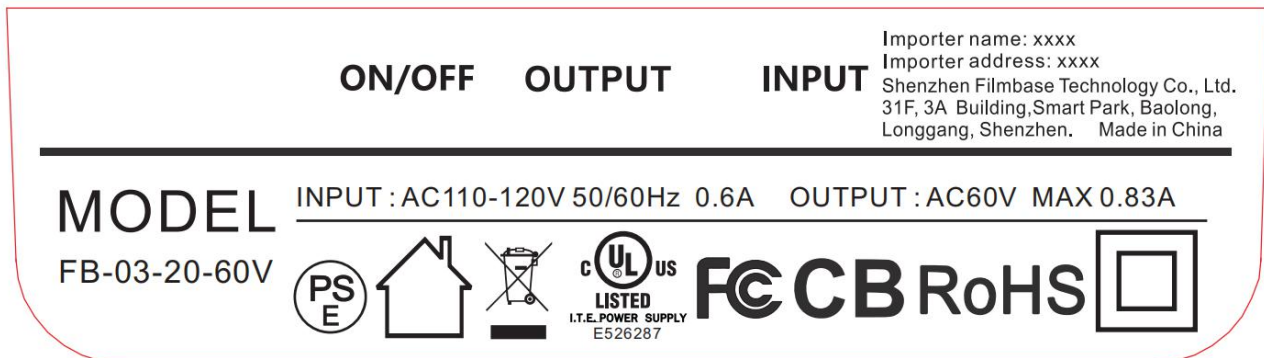 ON/OFF OUTPUT INPUT
Importer name: xxxx
Importer address: xxxx
Shenzhen Filmbase Technology Co., Ltd.
31F, 3A Building,Smart Park, Baolong,
Longgang, Shenzhen. Made in China
MODEL
FB-03-20-60V
INPUT : AC110-120V 50/60Hz 0.6A OUTPUT : AC60V MAX 0.83A
PS
E
C UL US
®
LISTED
I.T.E. POWER SUPPLY
E526287
FC CB RoHS